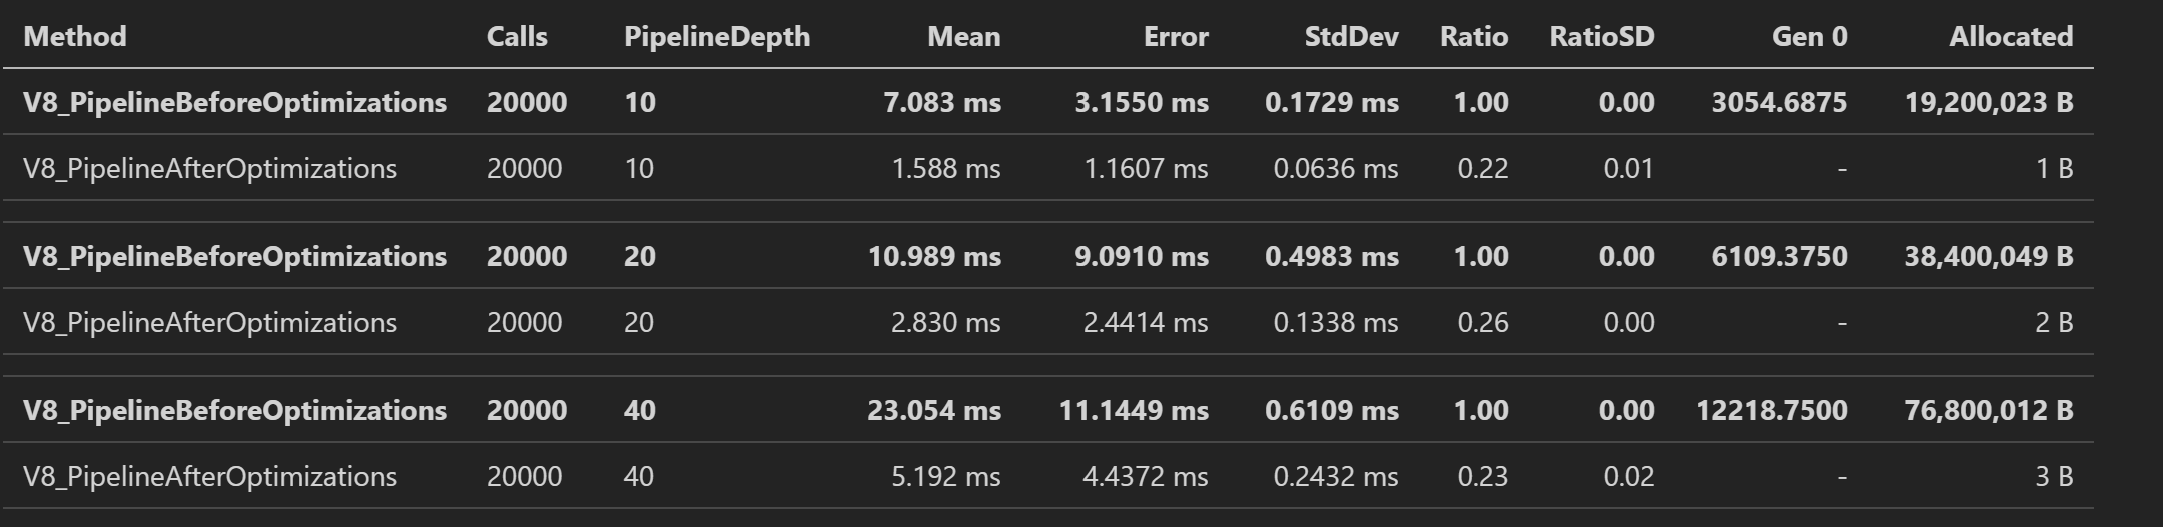 Method Calls PipelineDepth Mean Error StdDev Ratio RatioSD Gen 0 Allocated
V8_PipelineBeforeOptimizations 20000 10 7.083 ms 3.1550 ms 0.1729 ms 1.00 0.00 3054.6875 19,200,023 B
V8_PipelineAfterOptimizations 20000 10 1.588 ms 1.1607 ms 0.0636 ms 0.22 0.01 - 1 B
V8_PipelineBeforeOptimizations 20000 20 10.989 ms 9.0910 ms 0.4983 ms 1.00 0.00 6109.3750 38,400,049 B
V8_PipelineAfterOptimizations 20000 20 2.830 ms 2.4414 ms 0.1338 ms 0.26 0.00 - 2 B
V8_PipelineBeforeOptimizations 20000 40 23.054 ms 11.1449 ms 0.6109 ms 1.00 0.00 12218.7500 76,800,012 B
V8_PipelineAfterOptimizations 20000 40 5.192 ms 4.4372 ms 0.2432 ms 0.23 0.02 - 3 B